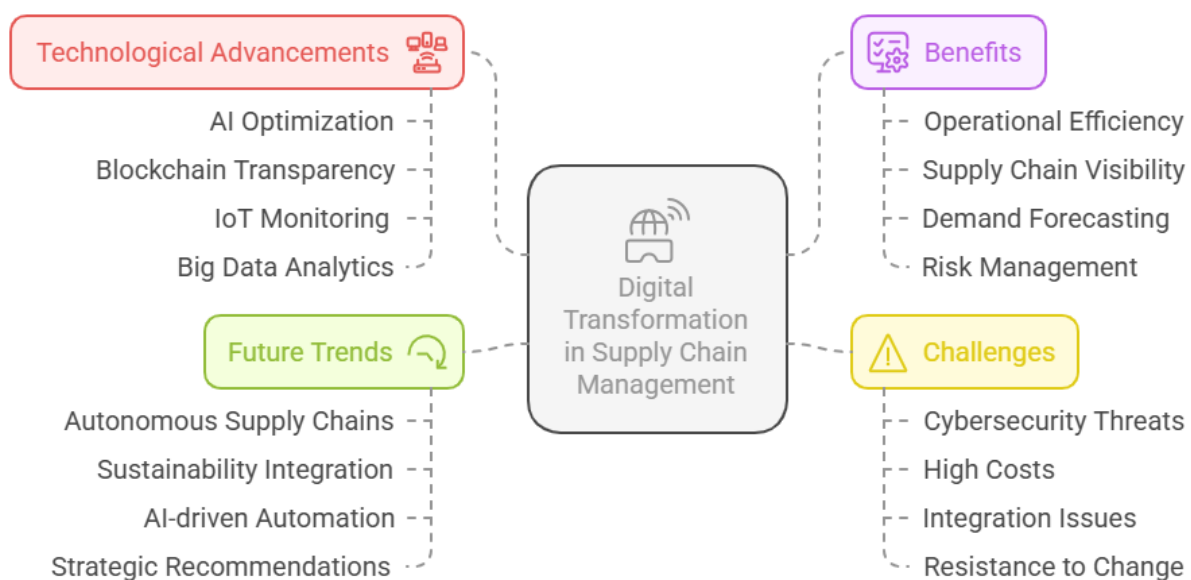 Technological Advancements
AI Optimization
Blockchain Transparency
IoT Monitoring
Big Data Analytics
Future Trends
Autonomous Supply Chains
Sustainability Integration
AI-driven Automation
Strategic Recommendations
Digital
Transformation
in Supply Chain
Management
Benefits
Operational Efficiency
Supply Chain Visibility
Demand Forecasting
Risk Management
Challenges
Cybersecurity Threats
High Costs
Integration Issues
Resistance to Change